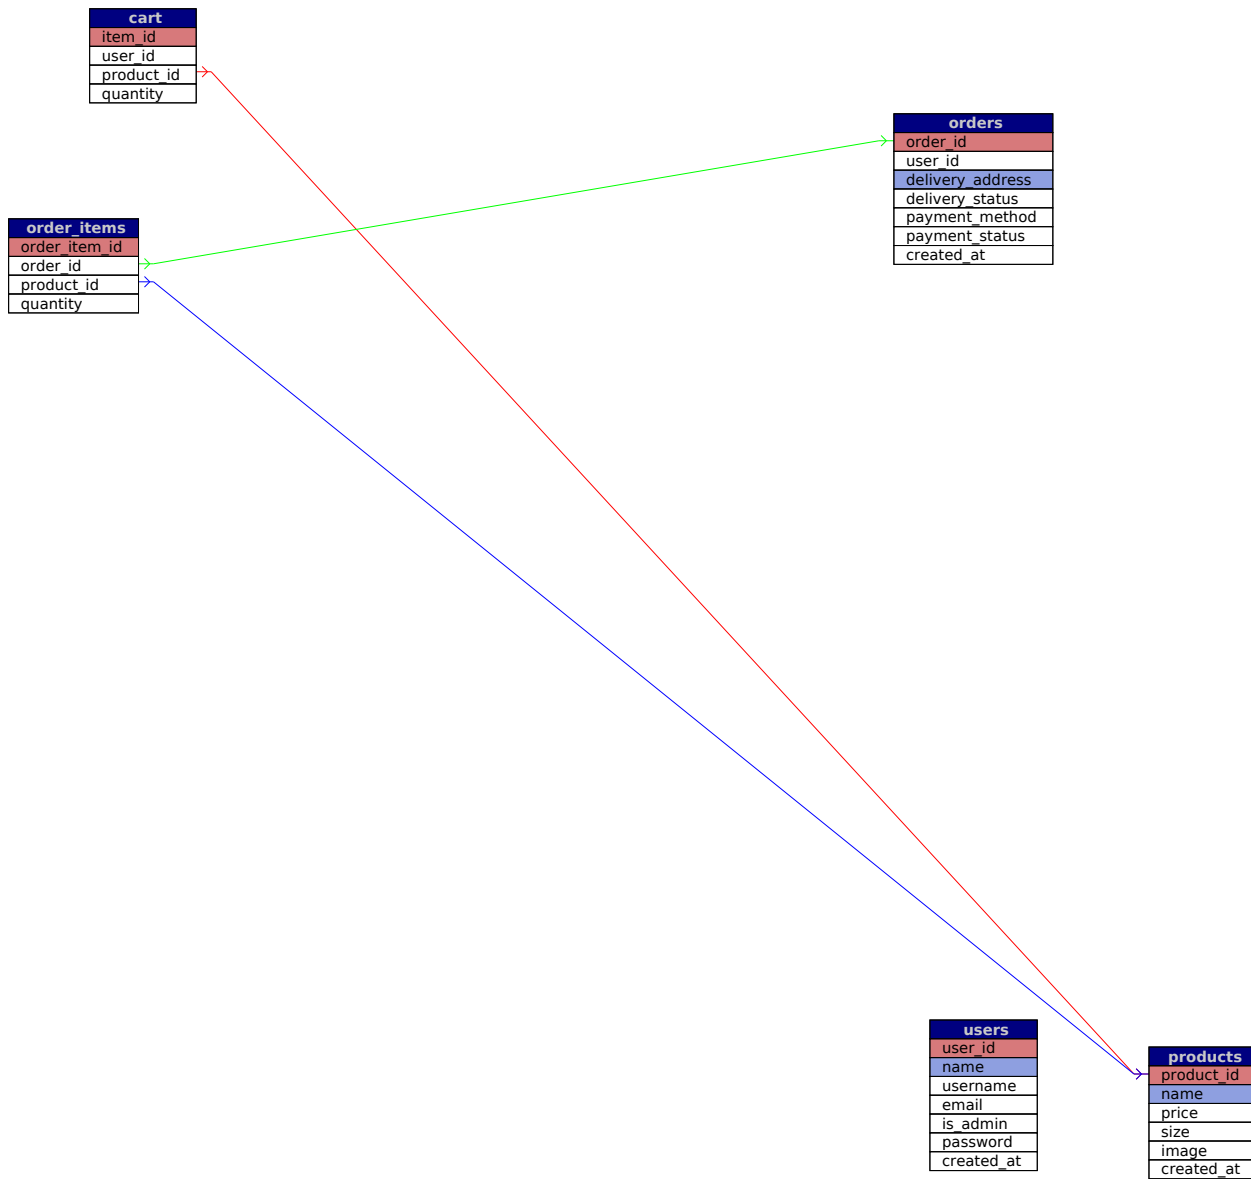 cart
item_id
user_id
product_id
quantity
orders
order_id
user_id
delivery_address
delivery_status
payment_method
payment_status
created_at
order_items
order_item_id
order_id
product_id
quantity
users
user_id
name
username
email
is_admin
password
created_at
products
product_id
name
price
size
image
created_at